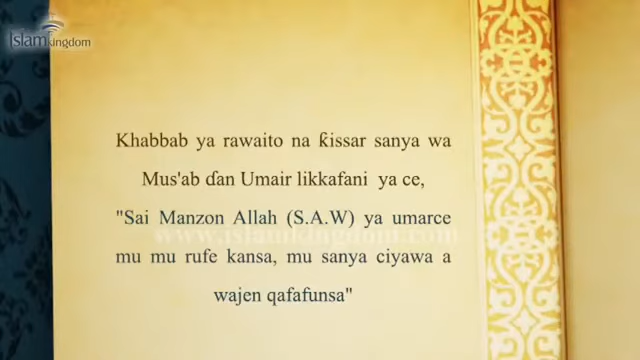 Islamkingdom
Khabbab ya rawaito na ƙissar sanya wa
Mus'ab ɗan Umair likkafani ya ce,
"Sai Manzon Allah (S.A.W) ya umarce
www.islamkingdom.com
mu mu rufe kansa, mu sanya ciyawa a
wajen qafafunsa"